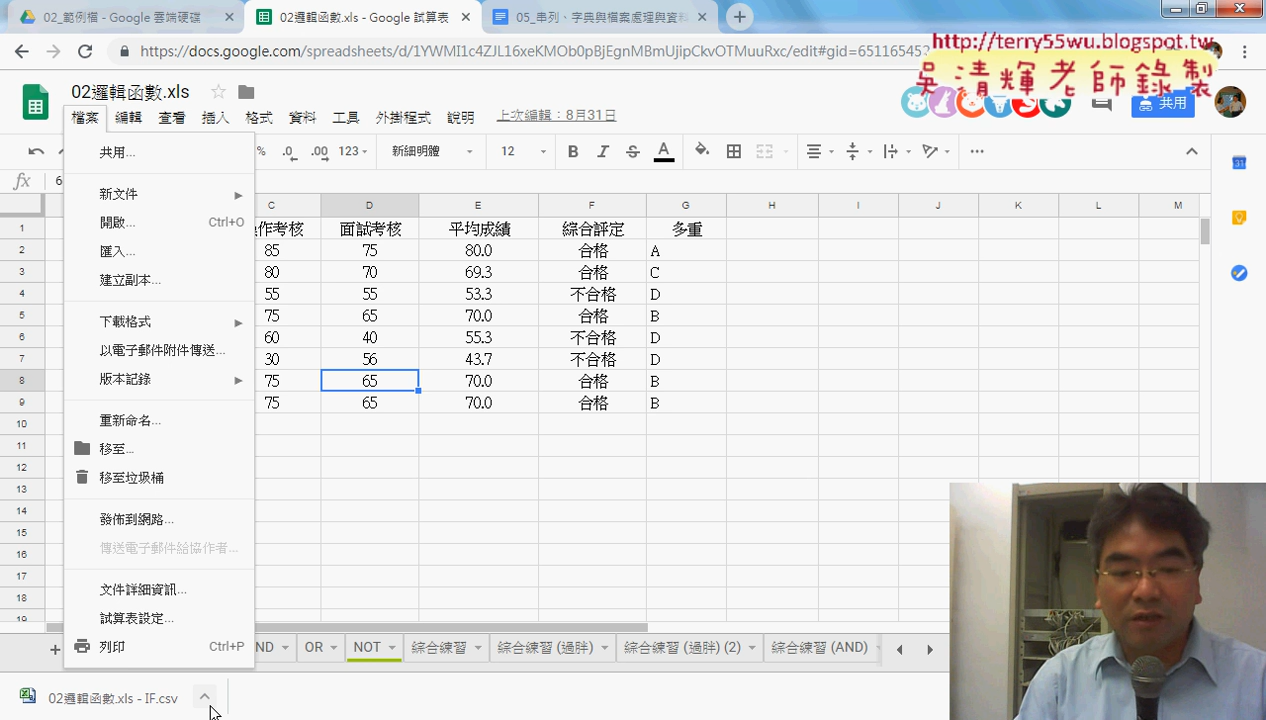 02_範例檔 - Google 雲端硬碟
02邏輯函數.xls - Google 試算表
05_串列、字典與檔案處理與資
https://docs.google.com/spreadsheets/d/1YWMI1c4ZJL16xeKMOb0pBjEgnMBmUjipCkvOTMuuRxc/edit#gid=651165453
http://terry55wu.blogspot.tw
吳清輝老師錄製
02邏輯函數.xls
檔案 編輯 查看 插入 格式 資料 工具 外掛程式 說明 上次編輯：8月31日
共用
% .0 .00 123 新細明體 12 B I S A
fx 6
C D E F G H I J K L M
1 作考核 面試考核 平均成績 綜合評定 多重
2 85 75 80.0 合格 A
3 80 70 69.3 合格 C
4 55 55 53.3 不合格 D
5 75 65 70.0 合格 B
6 60 40 55.3 不合格 D
7 30 56 43.7 不合格 D
8 75 65 70.0 合格 B
9 75 65 70.0 合格 B
10
11
12
13
14
15
16
17
18
19
共用...
新文件
開啟... Ctrl+O
匯入...
建立副本...
下載格式
以電子郵件附件傳送...
版本記錄
重新命名...
移至...
移至垃圾桶
發佈到網路...
傳送電子郵件給協作者...
文件詳細資訊...
試算表設定...
列印 Ctrl+P
ND OR NOT 綜合練習 綜合練習 (過胖) 綜合練習 (過胖) (2) 綜合練習 (AND)
02邏輯函數.xls - IF.csv
31